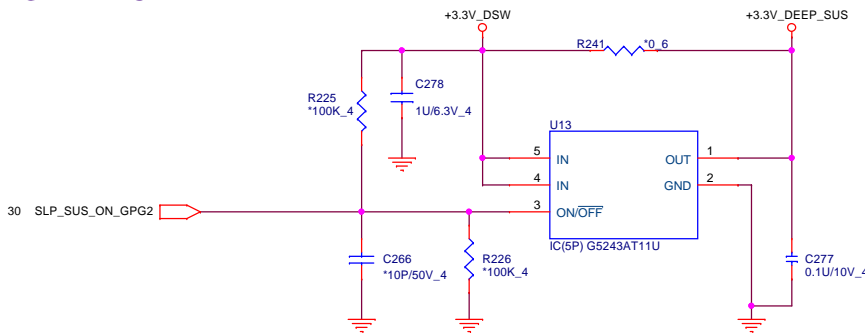 +3.3V_DSW
+3.3V_DEEP_SUS
R241
*0_6
C278
1U/6.3V_4
R225
*100K_4
U13
5
IN
OUT
1
4
IN
GND
2
30
SLP_SUS_ON_GPG2
3
ON/OFF
IC(5P) G5243AT11U
C266
*10P/50V_4
R226
*100K_4
C277
0.1U/10V_4